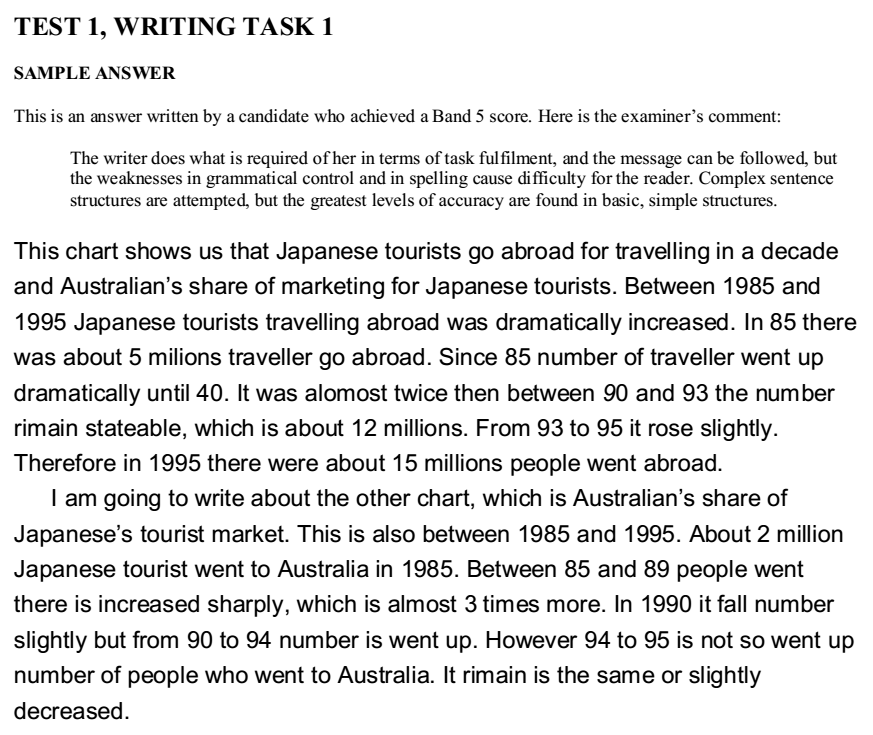 TEST 1, WRITING TASK 1
SAMPLE ANSWER
This is an answer written by a candidate who achieved a Band 5 score. Here is the examiner's comment:
The writer does what is required of her in terms of task fulfilment, and the message can be followed, but
the weaknesses in grammatical control and in spelling cause difficulty for the reader. Complex sentence
structures are attempted, but the greatest levels of accuracy are found in basic, simple structures.
This chart shows us that Japanese tourists go abroad for travelling in a decade
and Australian's share of marketing for Japanese tourists. Between 1985 and
1995 Japanese tourists travelling abroad was dramatically increased. In 85 there
was about 5 milions traveller go abroad. Since 85 number of traveller went up
dramatically until 40. It was alomost twice then between 90 and 93 the number
rimain stateable, which is about 12 millions. From 93 to 95 it rose slightly.
Therefore in 1995 there were about 15 millions people went abroad.
I am going to write about the other chart, which is Australian's share of
Japanese's tourist market. This is also between 1985 and 1995. About 2 million
Japanese tourist went to Australia in 1985. Between 85 and 89 people went
there is increased sharply, which is almost 3 times more. In 1990 it fall number
slightly but from 90 to 94 number is went up. However 94 to 95 is not so went up
number of people who went to Australia. It rimain is the same or slightly
decreased.